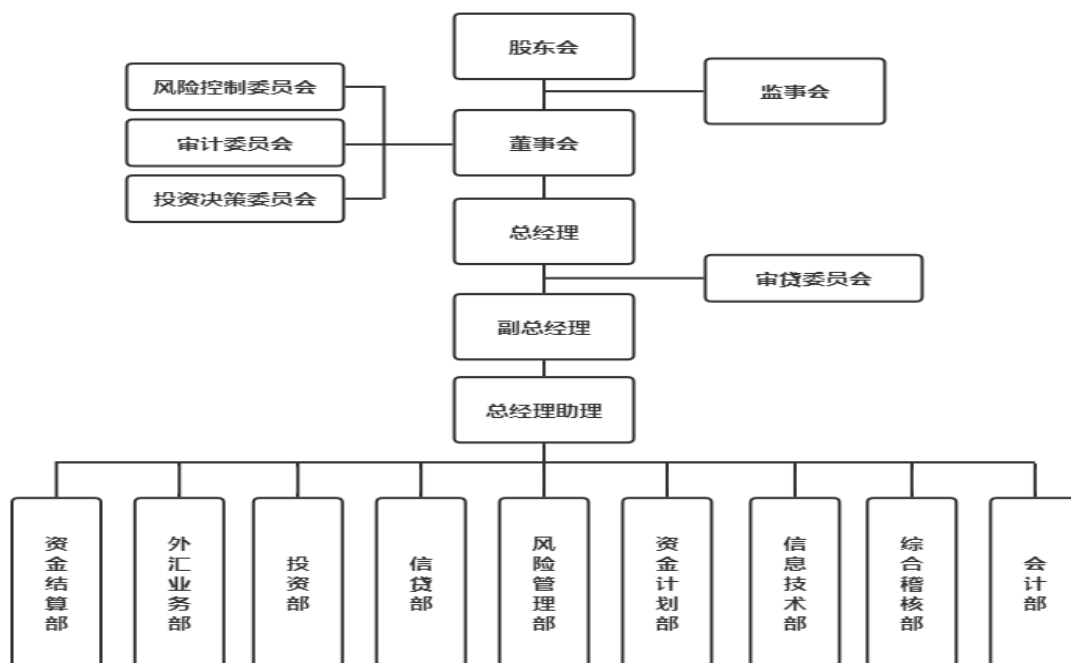 股东会
监事会
风险控制委员会
审计委员会
董事会
投资决策委员会
总经理
审贷委员会
副总经理
总经理助理
资金结算部
外汇业务部
投资部
信贷部
风险管理部
资金计划部
信息技术部
综合稽核部
会计部